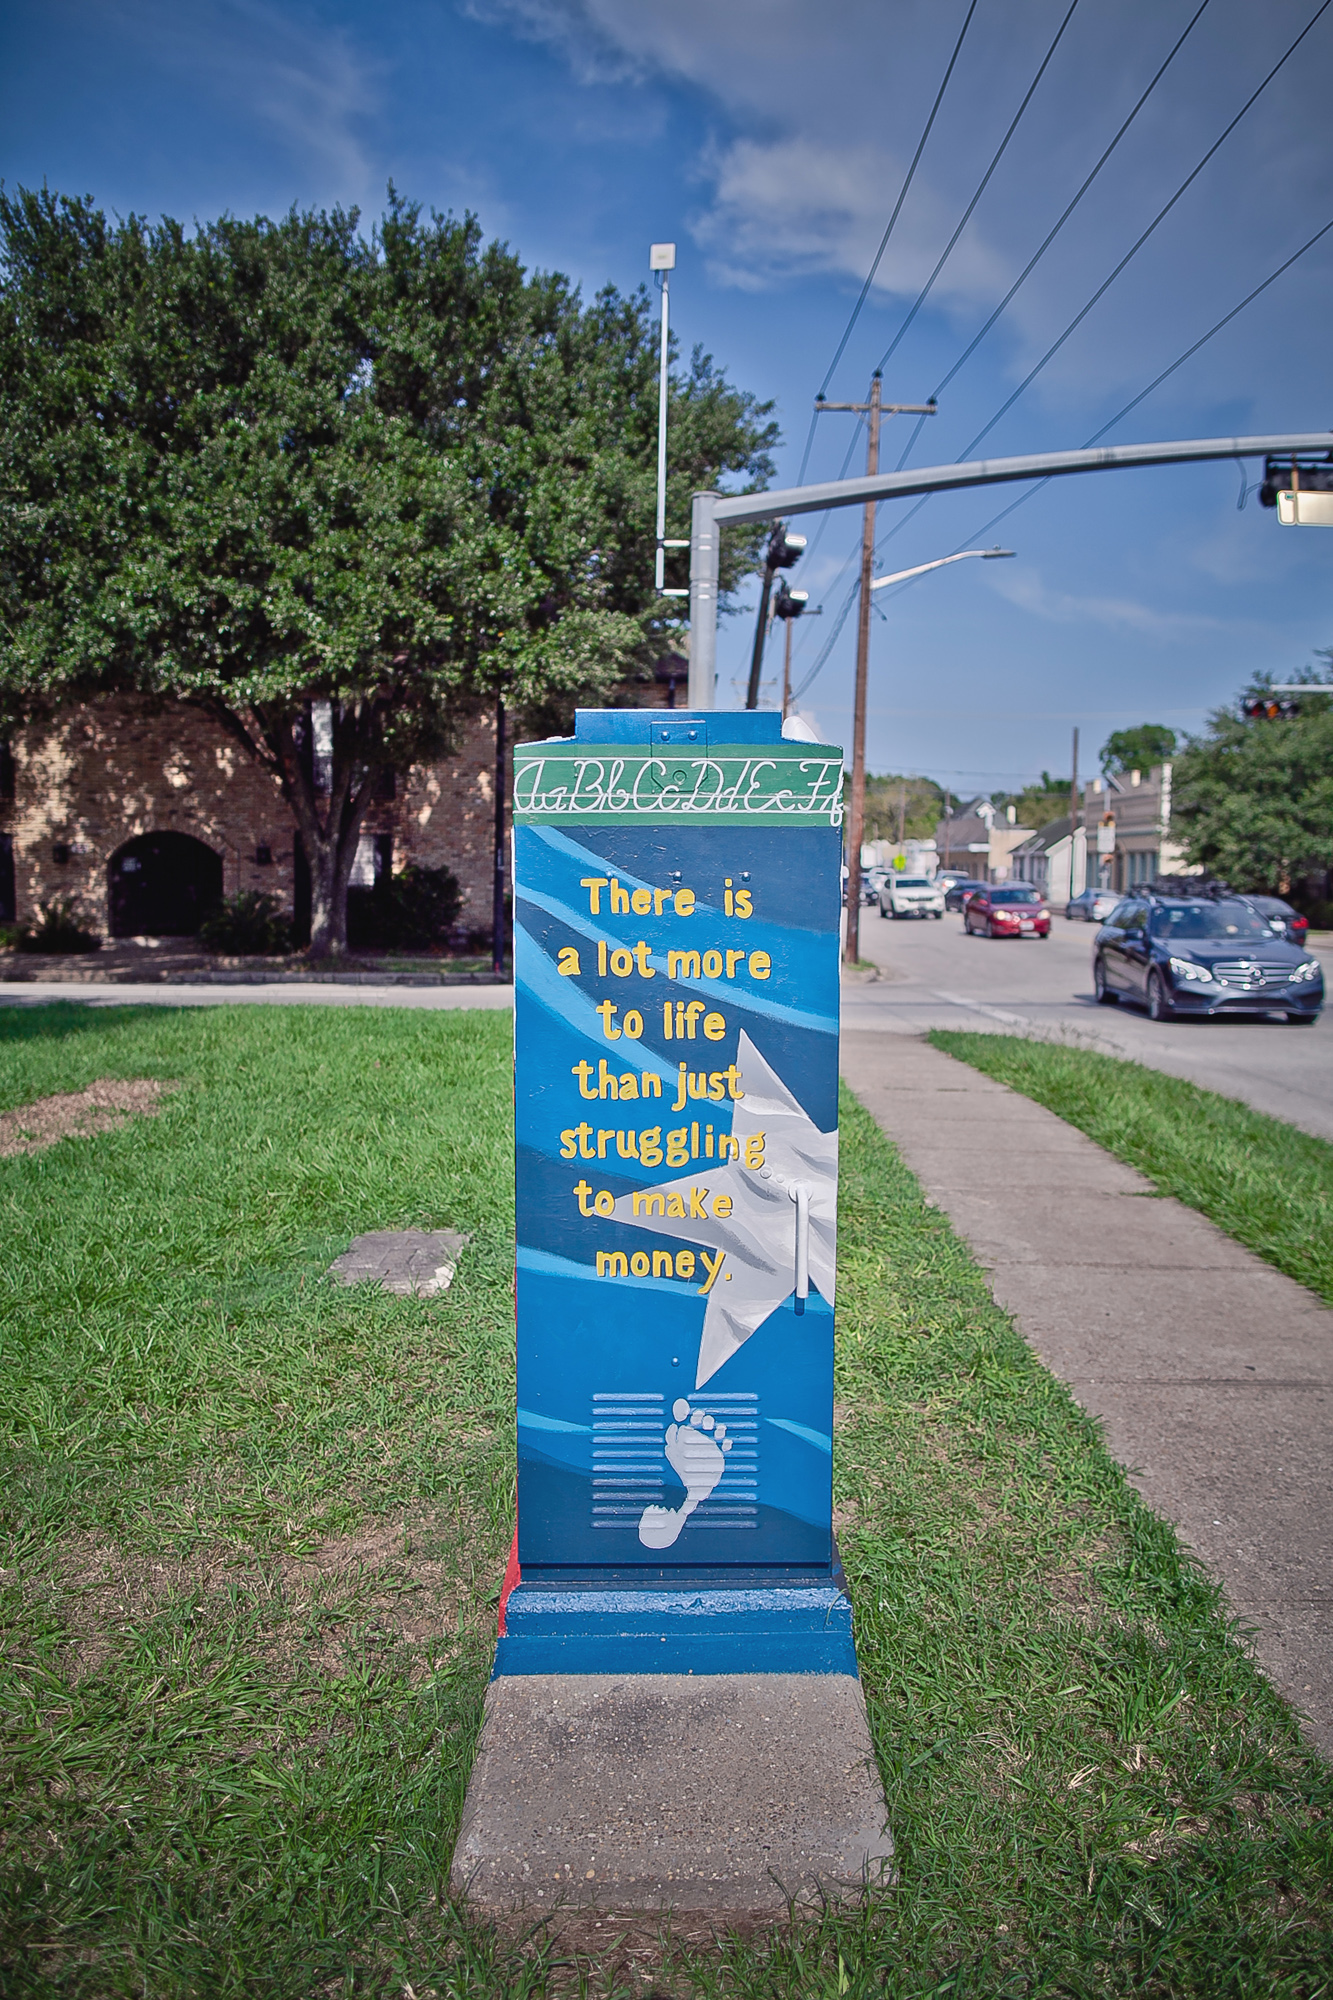 AaBbCcDdEeFf
There is
a lot more
to life
than just
struggling
to make
money.